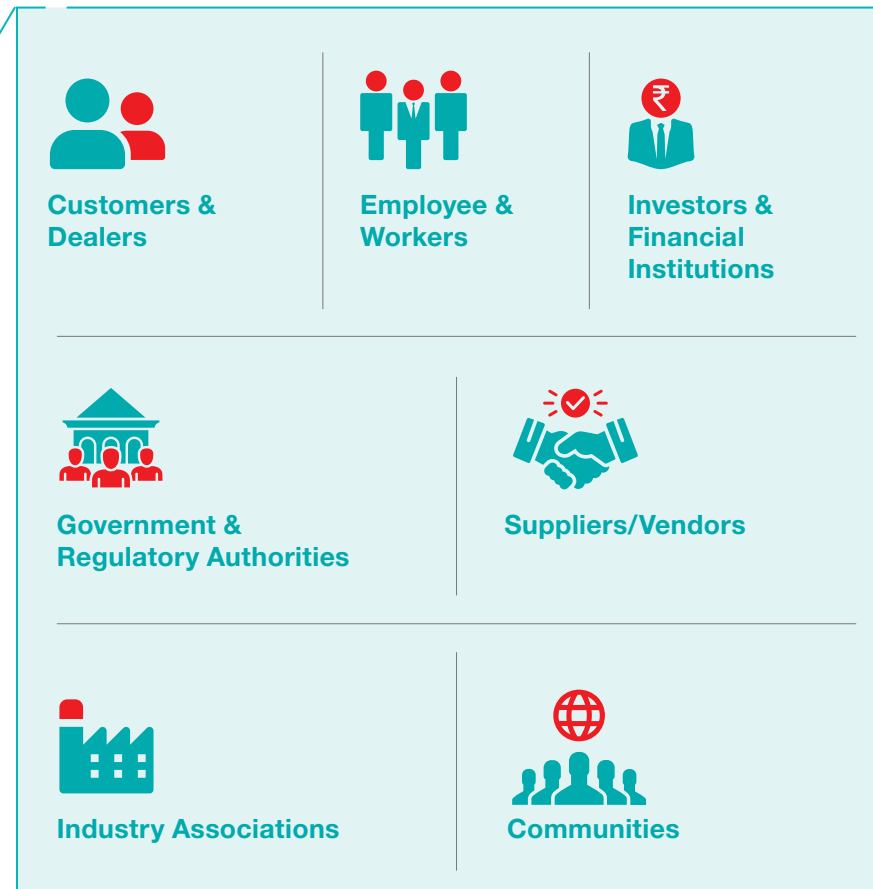 ₹
Customers &
Dealers
Employee &
Workers
Investors &
Financial
Institutions
Government &
Regulatory Authorities
Suppliers/Vendors
Industry Associations
Communities